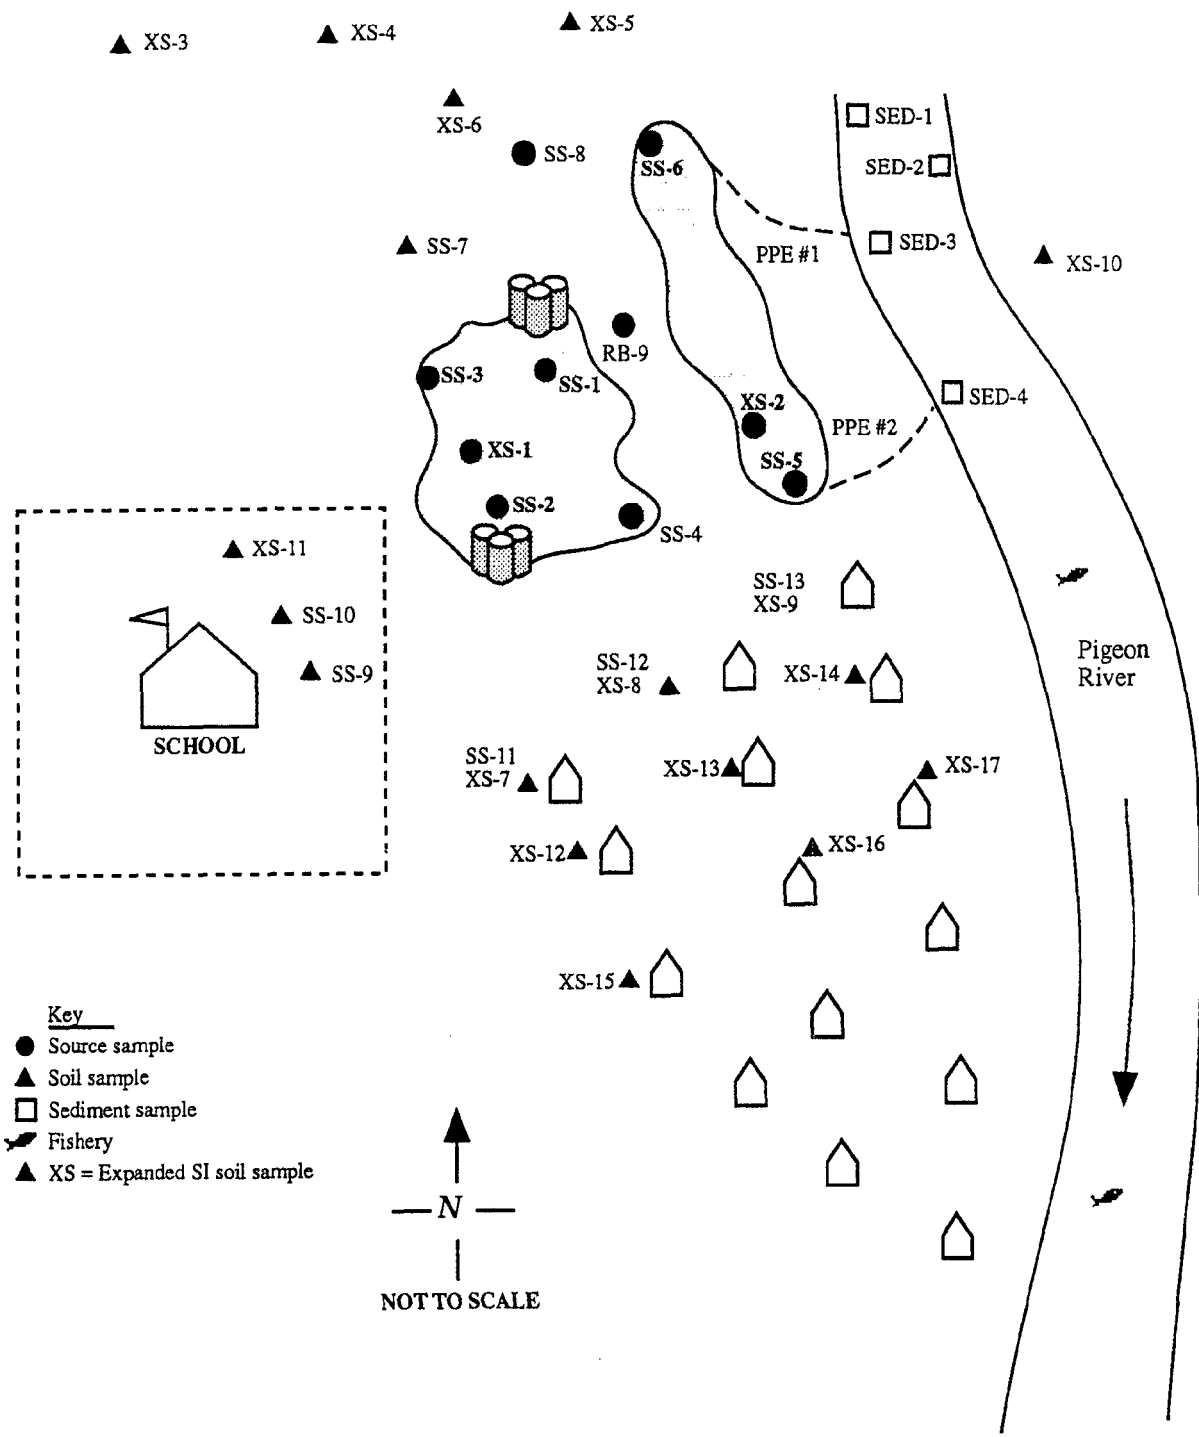 XS-3
XS-4
XS-5
XS-6
SS-8
SS-6
SED-1
SED-2
SED-3
SS-7
PPE #1
XS-10
RB-9
SS-3
SS-1
SED-4
XS-2
PPE #2
XS-1
SS-5
SS-2
SS-4
XS-11
SS-13
XS-9
SS-10
SS-12
XS-8
XS-14
Pigeon
River
SS-9
SCHOOL
SS-11
XS-7
XS-13
XS-17
XS-12
XS-16
XS-15
Key
Source sample
Soil sample
Sediment sample
Fishery
XS = Expanded SI soil sample
N
NOT TO SCALE